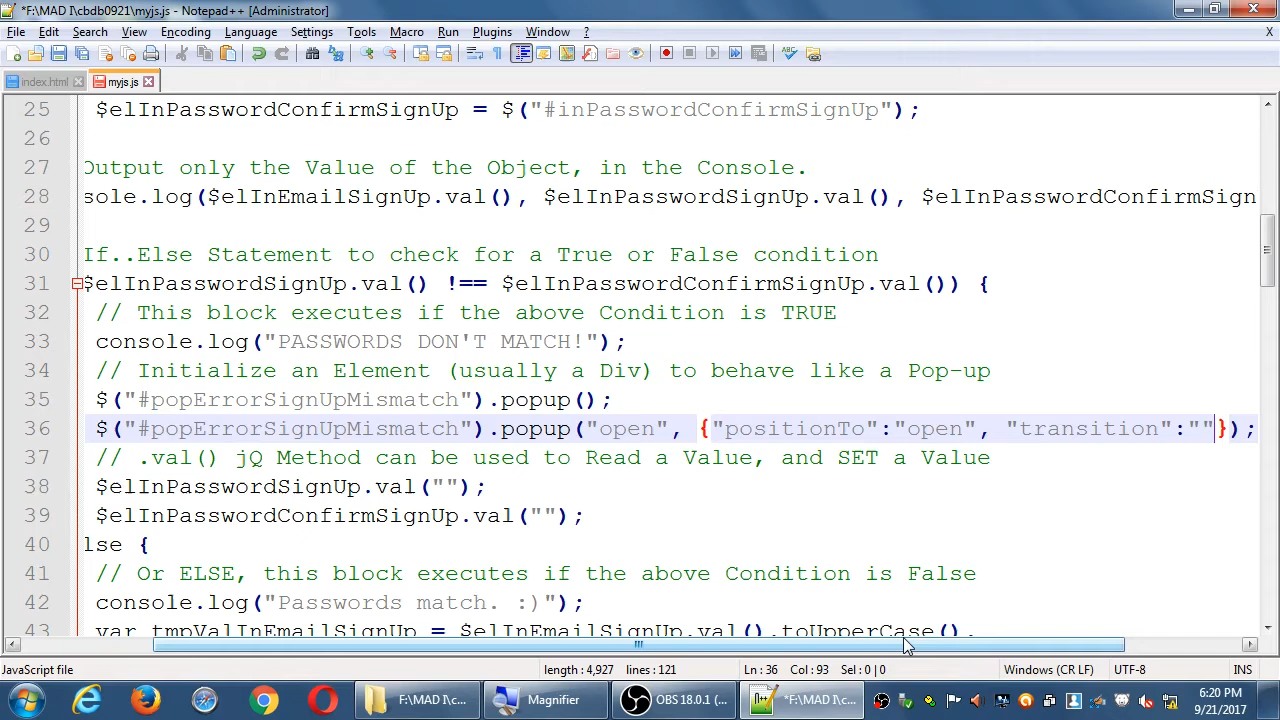 *F:\MAD I\cbdb0921\myjs.js - Notepad++ [Administrator]
File Edit Search View Encoding Language Settings Tools Macro Run Plugins Window ? X
index.html myjs.js
25 $elInPasswordConfirmSignUp = $("#inPasswordConfirmSignUp");
26
27 Output only the Value of the Object, in the Console.
28 sole.log($elInEmailSignUp.val(), $elInPasswordSignUp.val(), $elInPasswordConfirmSign
29
30 If..Else Statement to check for a True or False condition
31 $elInPasswordSignUp.val() !== $elInPasswordConfirmSignUp.val()) {
32 // This block executes if the above Condition is TRUE
33 console.log("PASSWORDS DON'T MATCH!");
34 // Initialize an Element (usually a Div) to behave like a Pop-up
35 $("#popErrorSignUpMismatch").popup();
36 $("#popErrorSignUpMismatch").popup("open", {"positionTo":"open", "transition":""});
37 // .val() jQ Method can be used to Read a Value, and SET a Value
38 $elInPasswordSignUp.val("");
39 $elInPasswordConfirmSignUp.val("");
40 lse {
41 // Or ELSE, this block executes if the above Condition is False
42 console.log("Passwords match. :)");
43 var tmpValInEmailSignUp = $elInEmailSignUp.val().toUpperCase(),
JavaScript file length : 4,927 lines : 121 Ln : 36 Col : 93 Sel : 0 | 0 Windows (CR LF) UTF-8 INS
F:\MAD I\c... Magnifier OBS 18.0.1 (... *F:\MAD I\c... 6:20 PM
9/21/2017